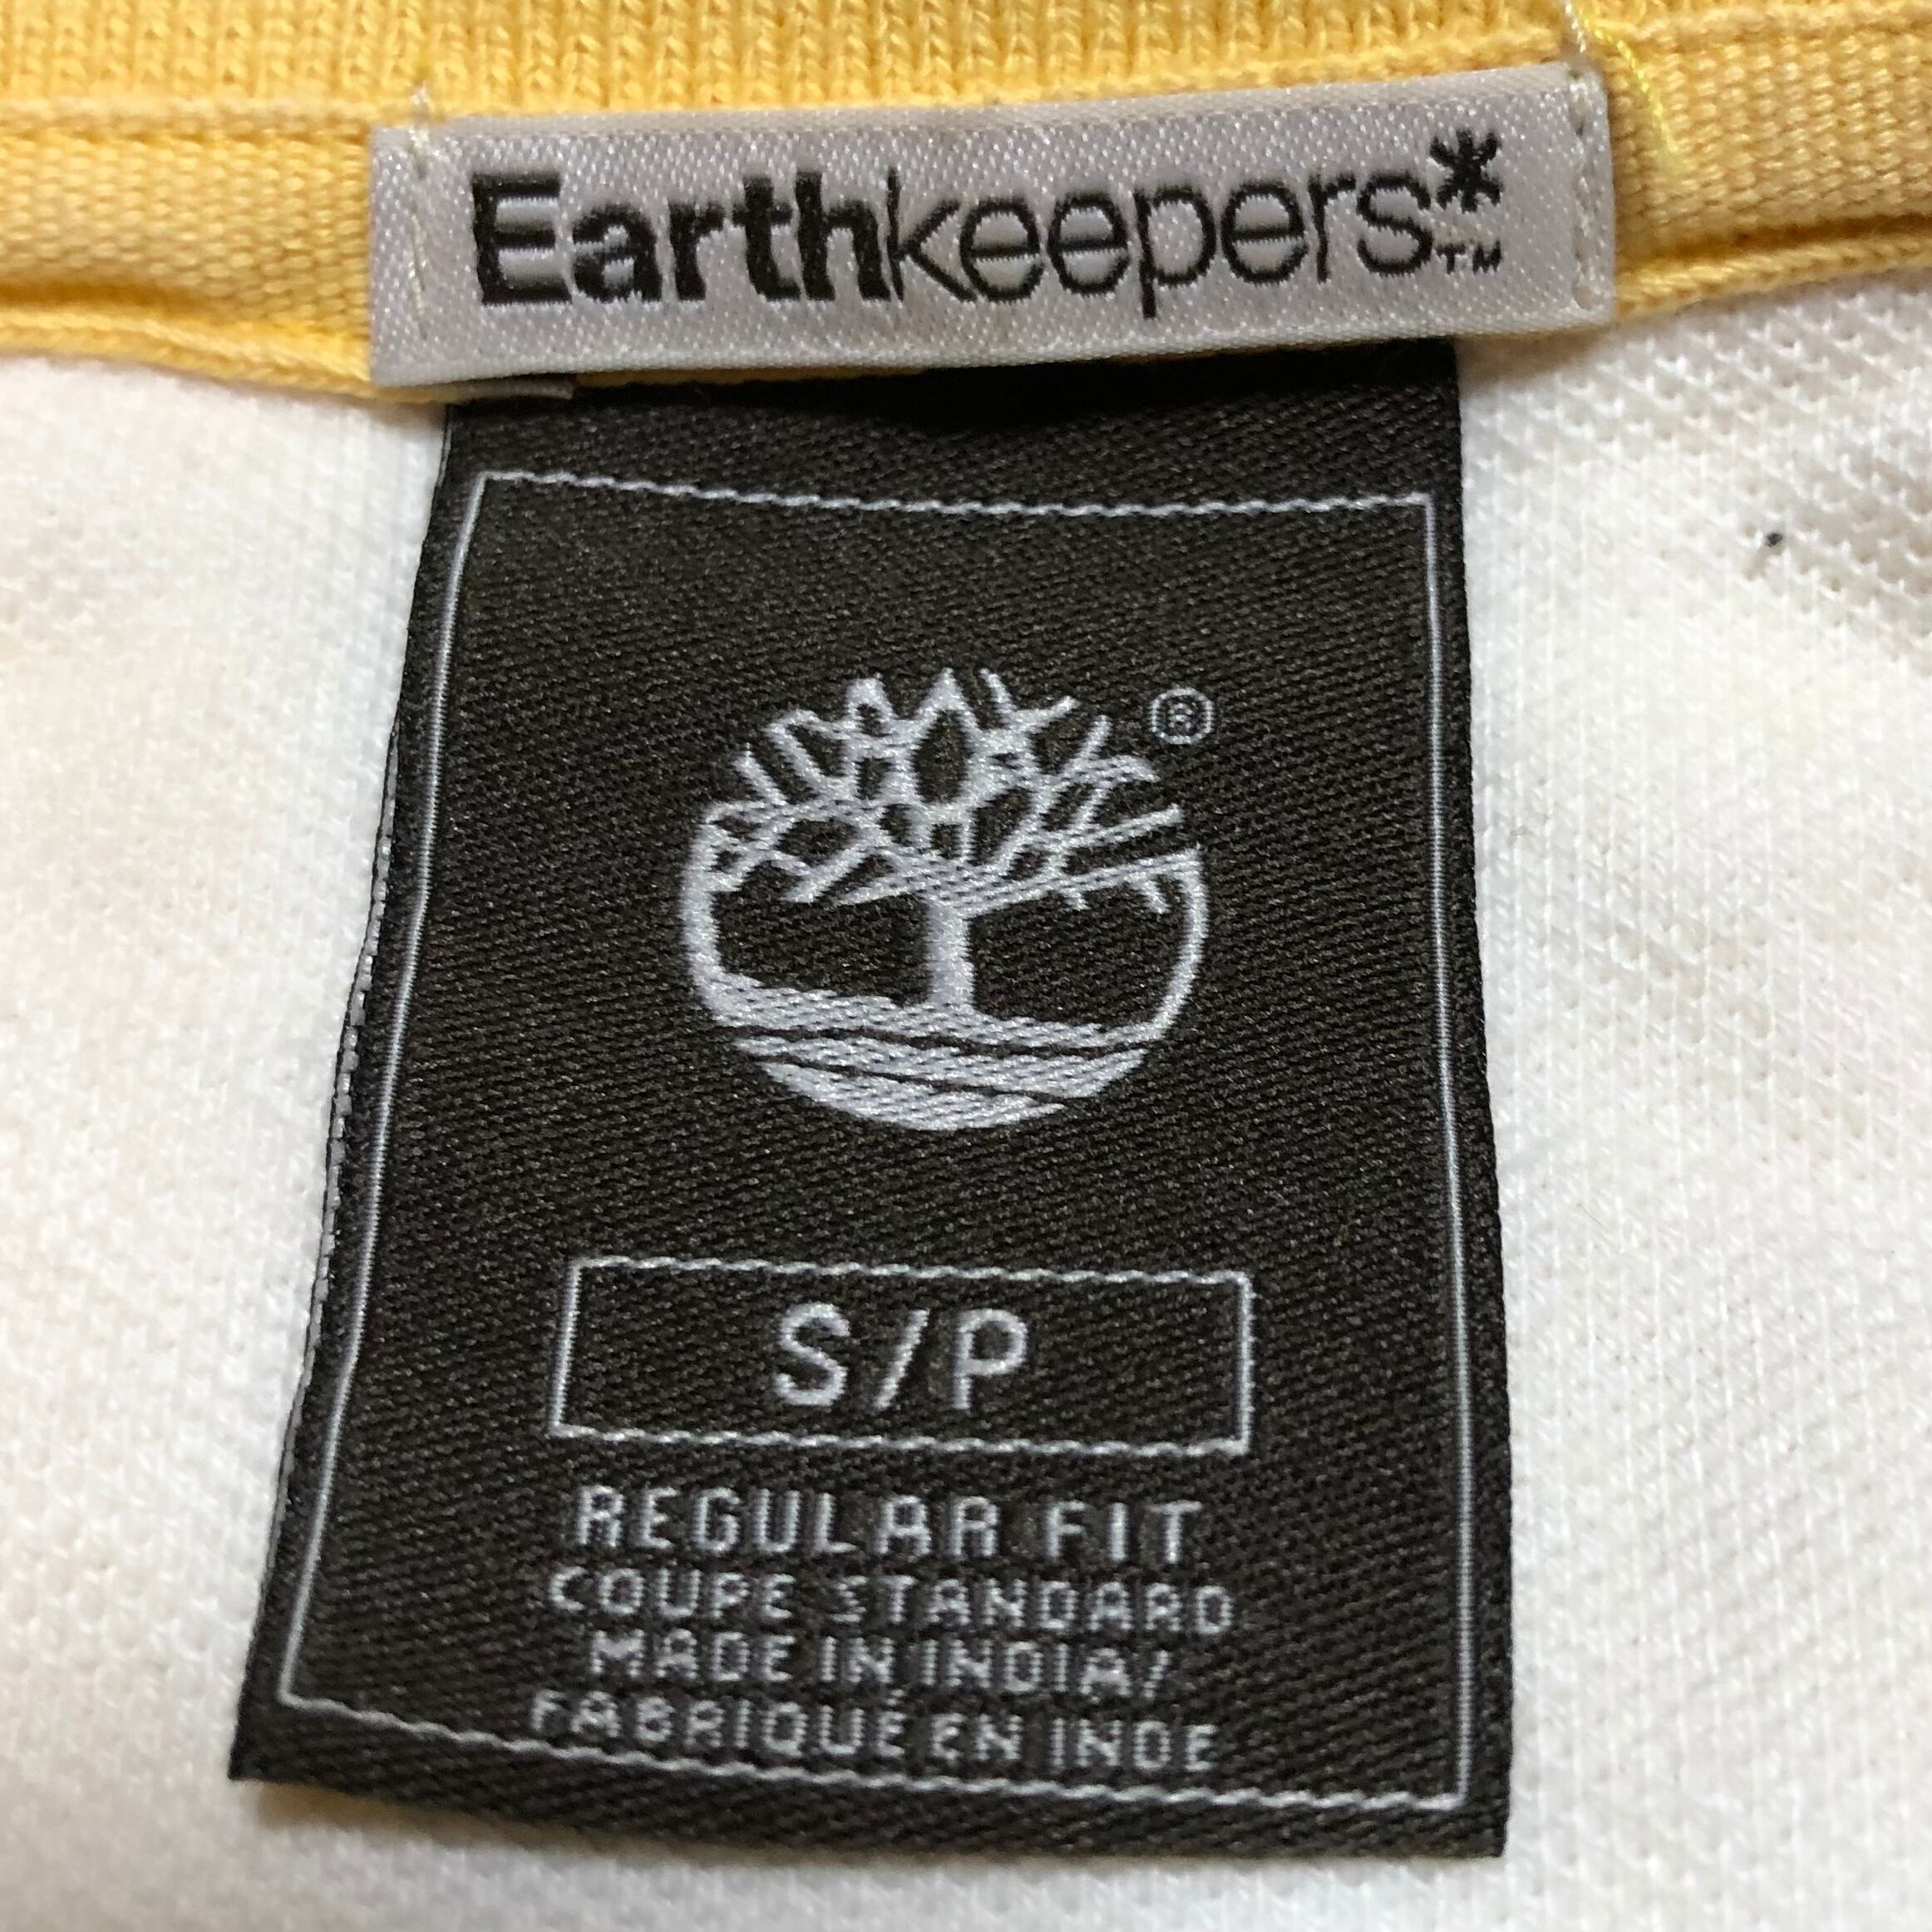 Earthkeepers*™
®
S/P
REGULAR FIT
COUPE STANDARD
MADE IN INDIA/
FABRIQUÉ EN INDE